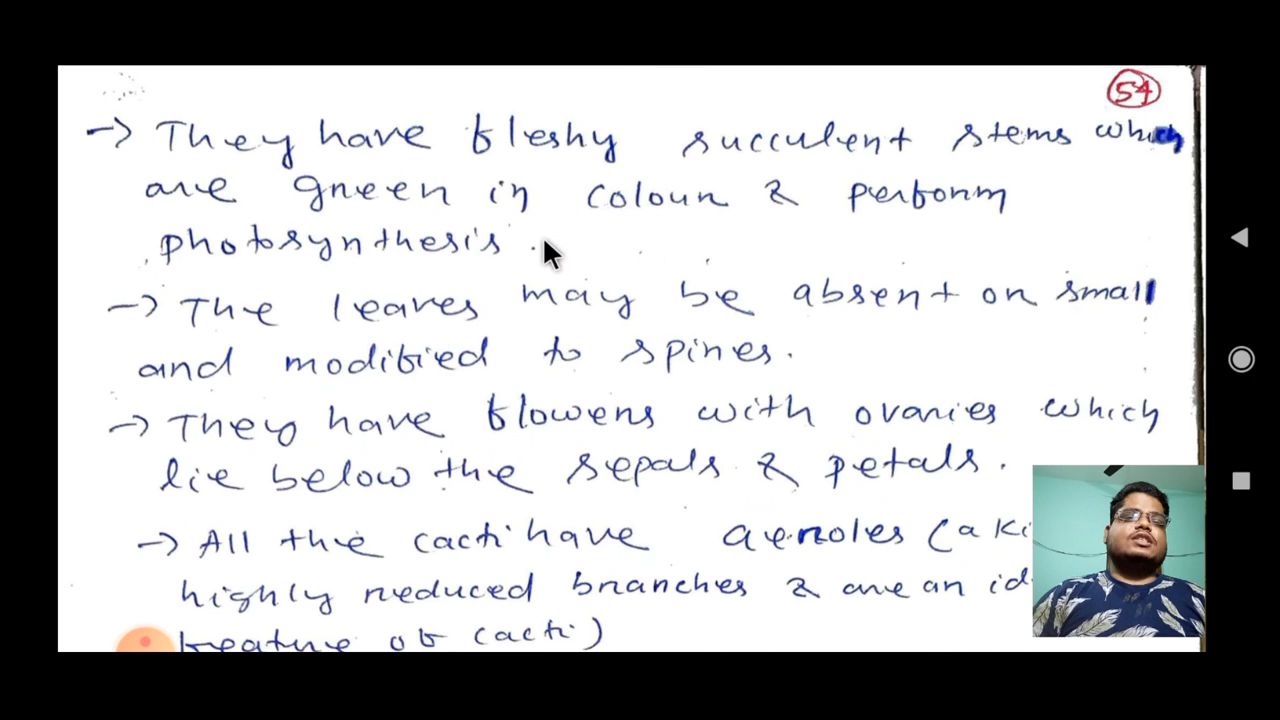 54
→ They have fleshy succulent stems which
are green in colour & perform
photosynthesis.
→ The leaves may be absent or small
and modified to spines.
→ They have flowers with ovaries which
lie below the sepals & petals.
→ All the cacti have aeroles (a
highly reduced branches & are an
feature of cacti)